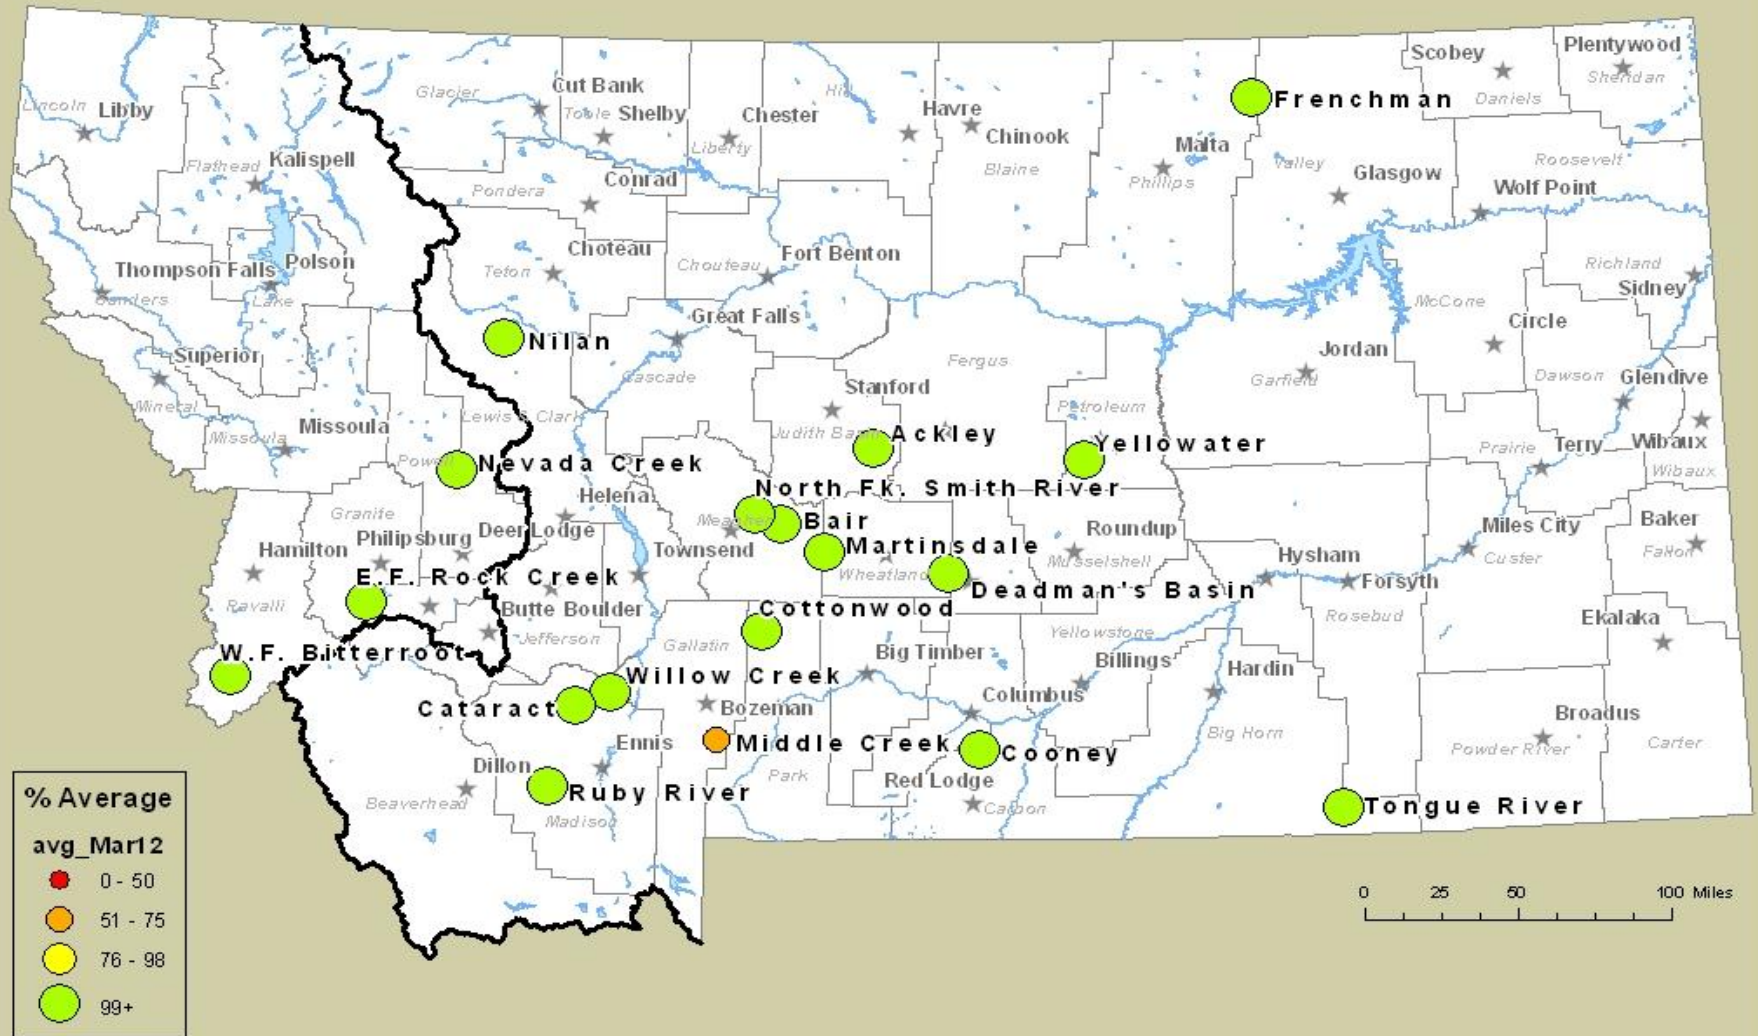 Scobey
Plentywood
Sheridan
Daniels
Cut Bank
Glacier
Toole
Shelby
Chester
Hill
Havre
Chinook
Frenchman
Lincoln
Libby
Liberty
Blaine
Malta
Phillips
Valley
Glasgow
Roosevelt
Wolf Point
Flathead
Kalispell
Pondera
Conrad
Choteau
Teton
Chouteau
Fort Benton
Richland
Sidney
Thompson Falls
Polson
Sanders
Lake
McCone
Circle
Great Falls
Nilan
Jordan
Garfield
Superior
Cascade
Fergus
Stanford
Dawson
Glendive
Mineral
Missoula
Missoula
Lewis & Clark
Judith Basin
Ackley
Petroleum
Yellowater
Prairie
Terry
Wibaux
Wibaux
Powell
Nevada Creek
Helena
North Fk. Smith River
Meagher
Bair
Granite
Philipsburg
Deer Lodge
Hamilton
Townsend
Martinsdale
Wheatland
Roundup
Musselshell
Hysham
Miles City
Custer
Baker
Fallon
E.F. Rock Creek
Deadman's Basin
Forsyth
Ravalli
Butte
Boulder
Jefferson
Cottonwood
Rosebud
Ekalaka
Gallatin
Yellowstone
W.F. Bitterroot
Big Timber
Billings
Hardin
Willow Creek
Columbus
Cataract
Bozeman
Broadus
Ennis
Middle Creek
Cooney
Big Horn
Powder River
Carter
Dillon
Park
Red Lodge
Beaverhead
Ruby River
Madison
Carbon
Tongue River
% Average
avg_Mar12
0 - 50
51 - 75
76 - 98
99+
0 25 50 100 Miles